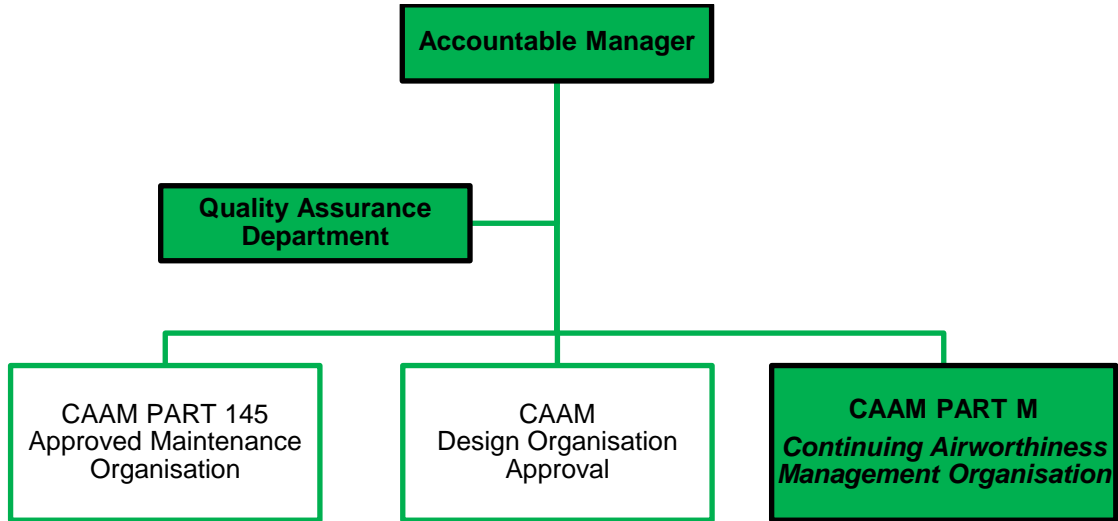 Accountable Manager
Quality Assurance
Department
CAAM PART 145
Approved Maintenance
Organisation
CAAM
Design Organisation
Approval
CAAM PART M
Continuing Airworthiness
Management Organisation